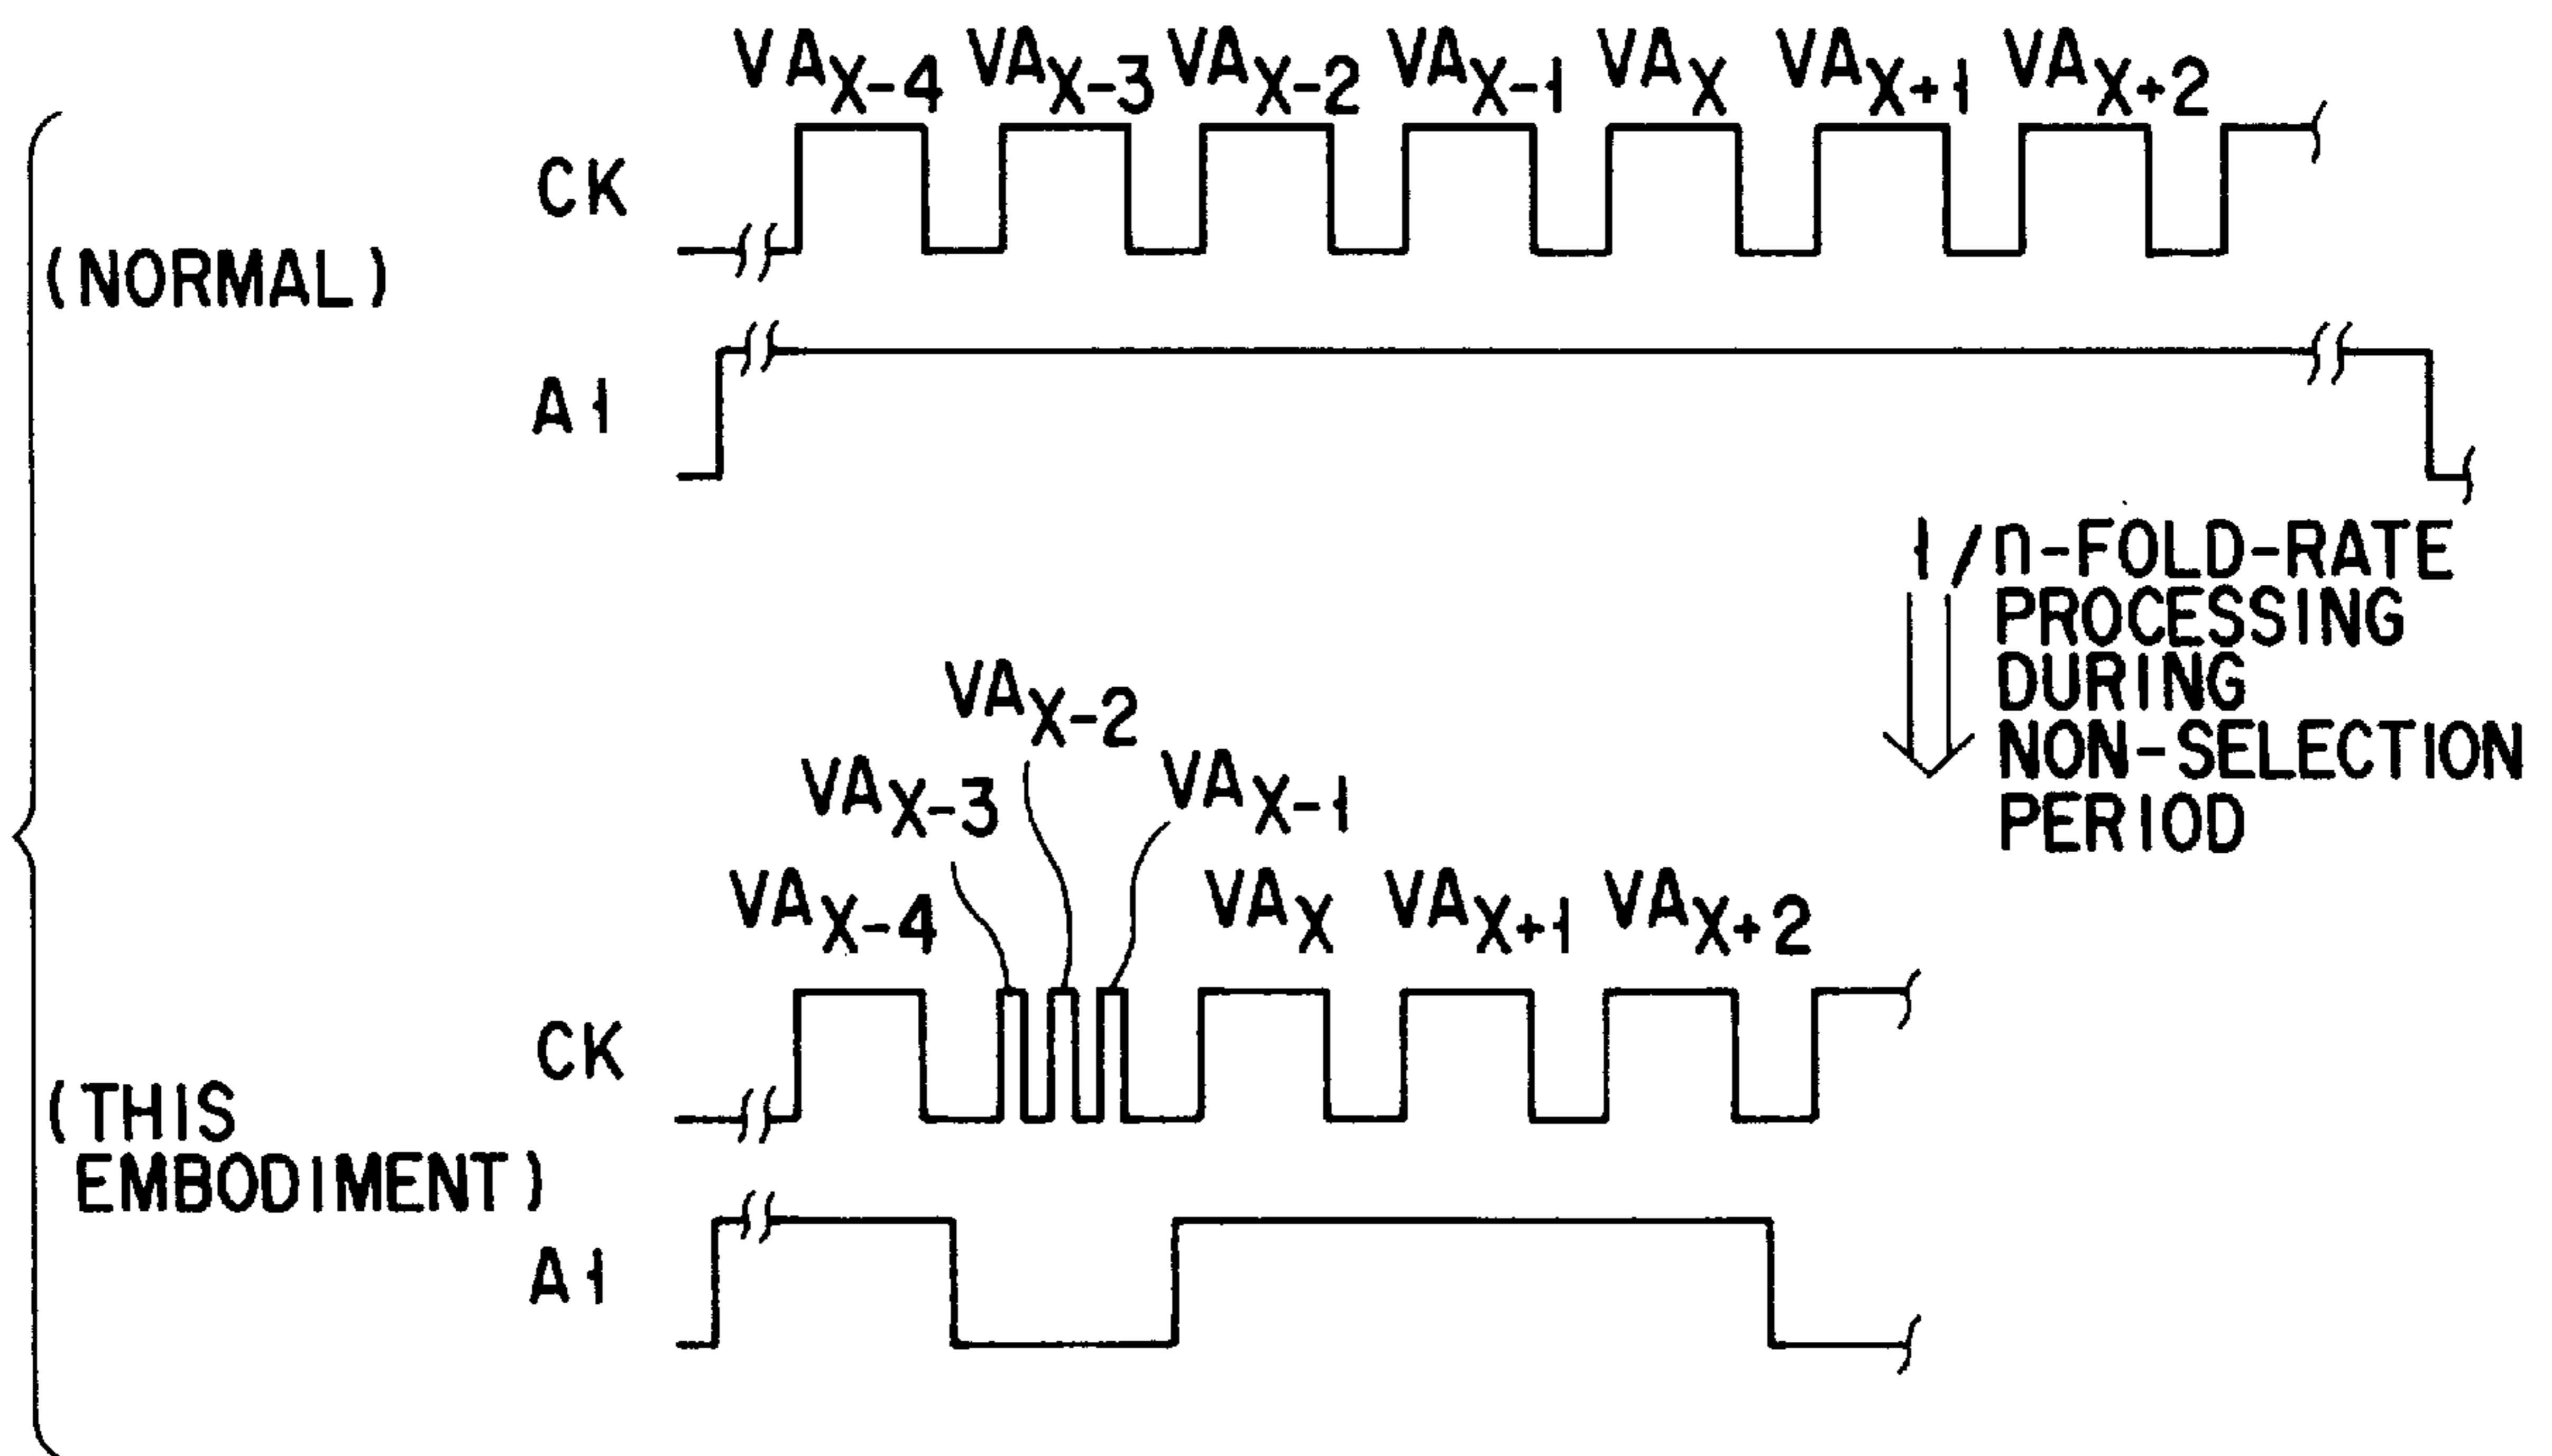 VAX-4 VAX-3 VAX-2 VAX-1 VAX VAX+1 VAX+2
CK
(NORMAL)
A1
1/n-FOLD-RATE
PROCESSING
DURING
NON-SELECTION
PERIOD
VAX-2
VAX-3 VAX-1
VAX-4 VAX VAX+1 VAX+2
CK
(THIS
EMBODIMENT)
A1